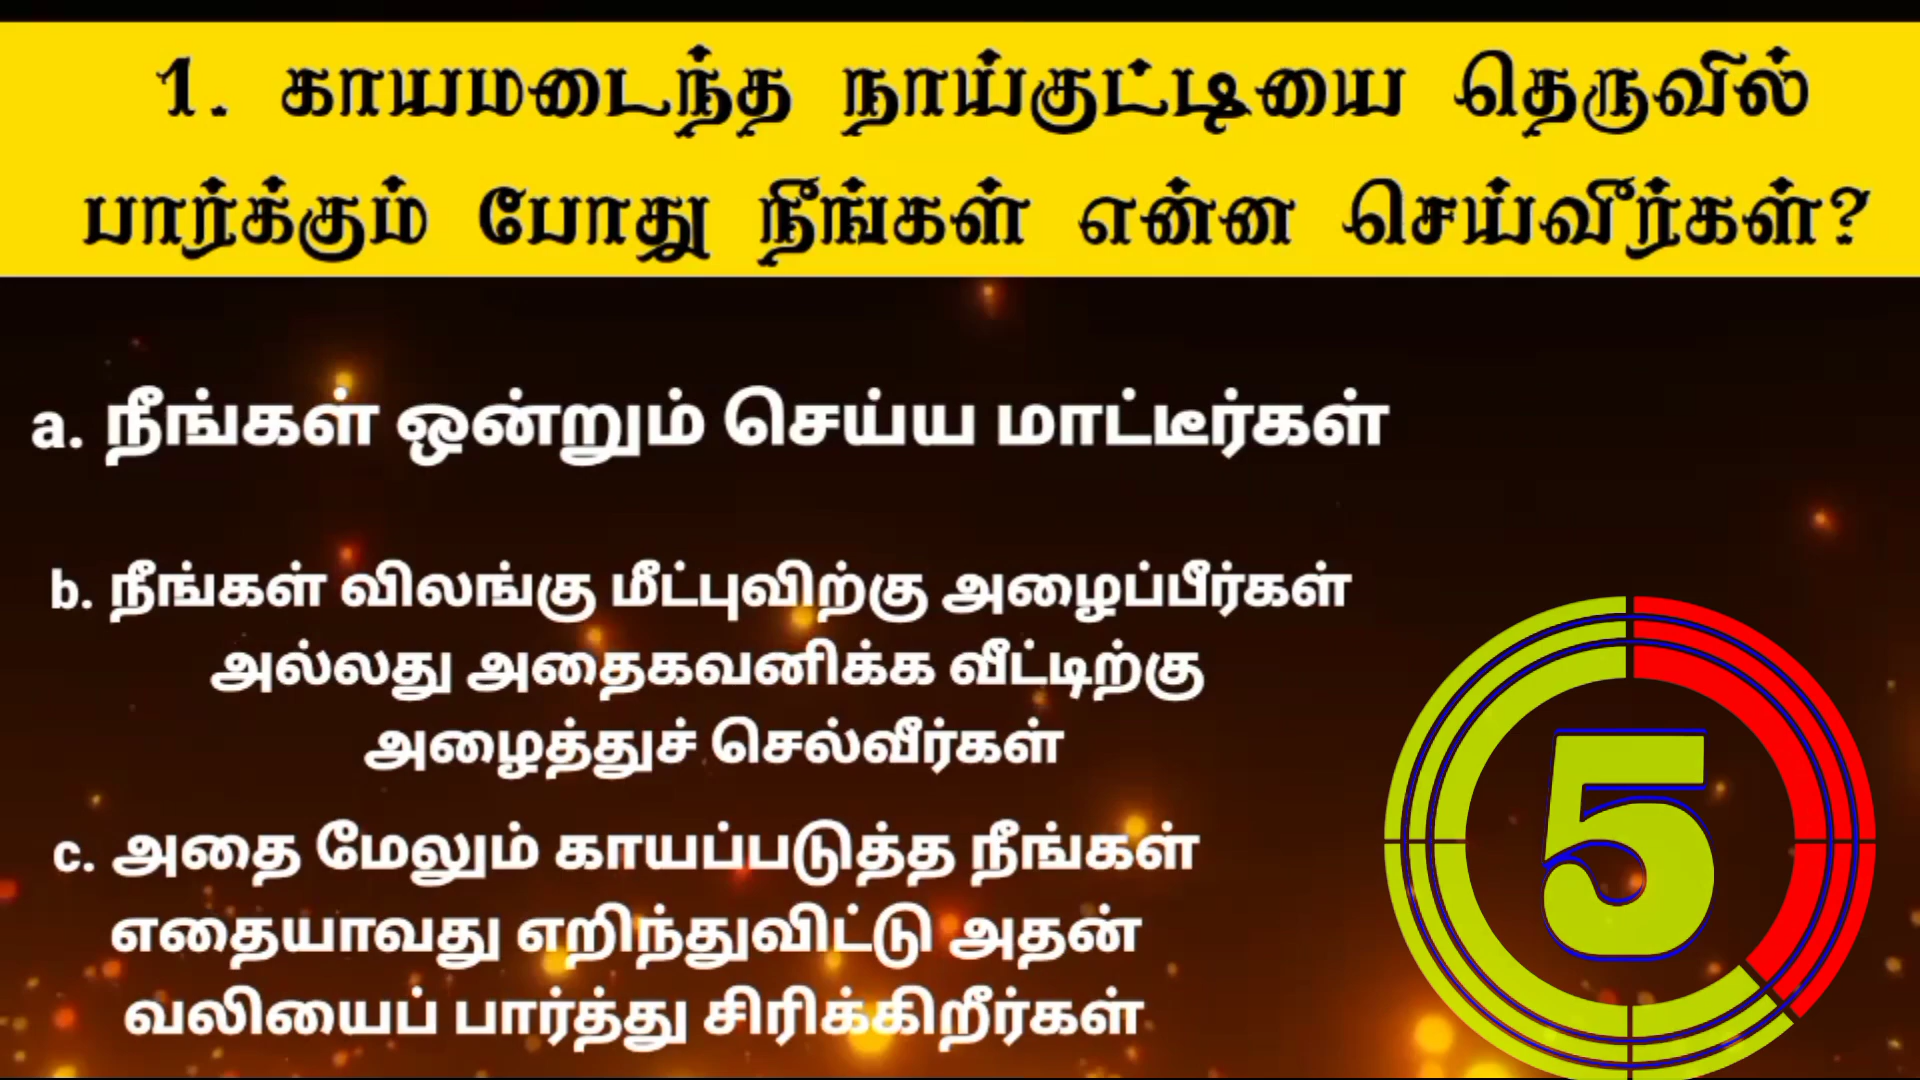 1. காயமடைந்த நாய்குட்டியை தெருவில்
பார்க்கும் போது நீங்கள் என்ன செய்வீர்கள்?
a. நீங்கள் ஒன்றும் செய்ய மாட்டீர்கள்
b. நீங்கள் விலங்கு மீட்புவிற்கு அழைப்பீர்கள்
அல்லது அதைகவனிக்க வீட்டிற்கு
அழைத்துச் செல்வீர்கள்
c. அதை மேலும் காயப்படுத்த நீங்கள்
எதையாவது எறிந்துவிட்டு அதன்
வலியைப் பார்த்து சிரிக்கிறீர்கள்
5